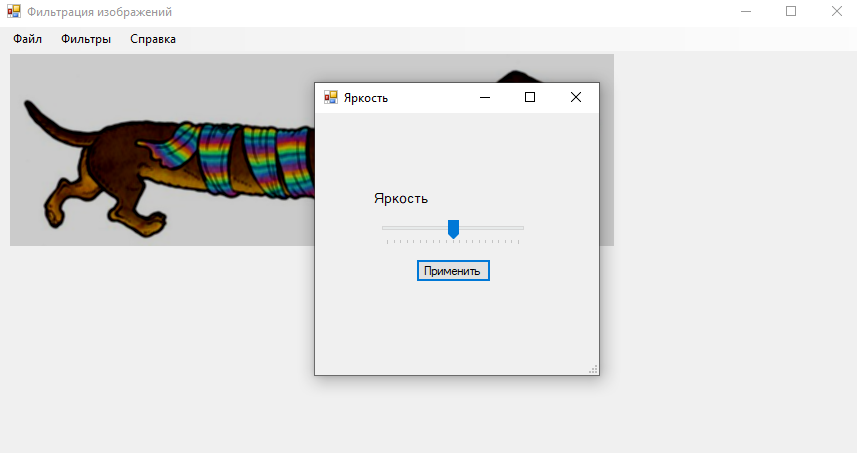 Фильтрация изображений
Файл Фильтры Справка
Яркость
Яркость
Применить